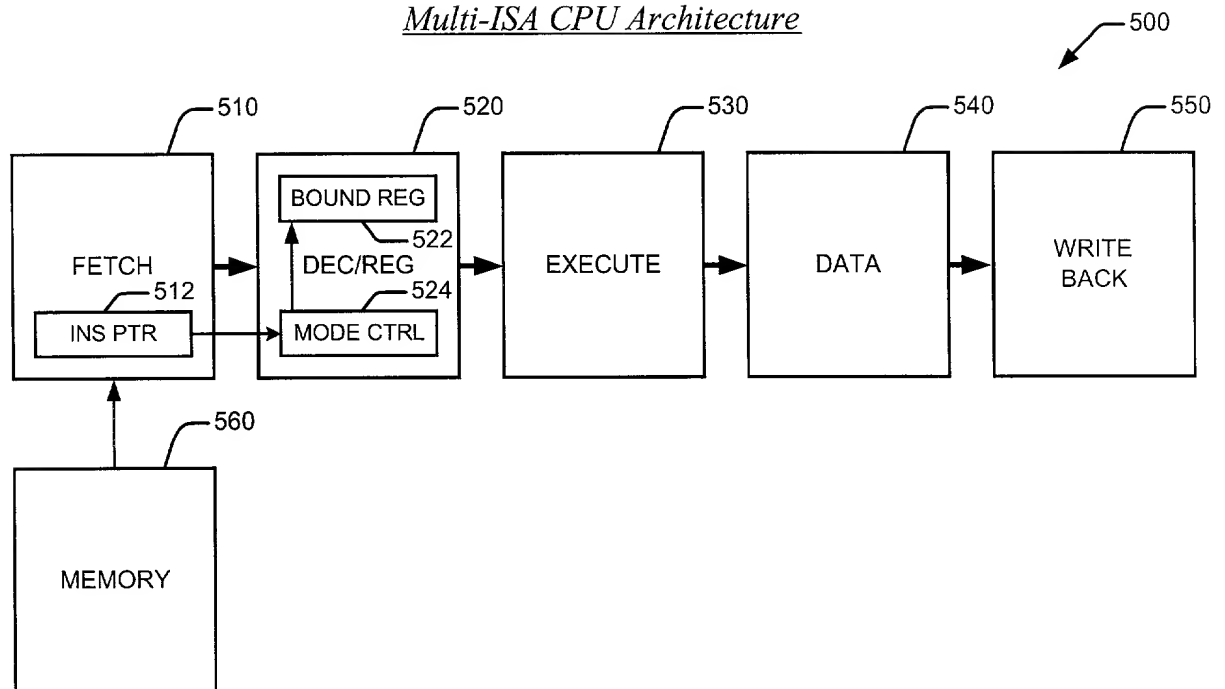 Multi-ISA CPU Architecture
500
510
520
530
540
550
BOUND REG
522
FETCH
DEC/REG
EXECUTE
DATA
WRITE
BACK
512
524
INS PTR
MODE CTRL
560
MEMORY